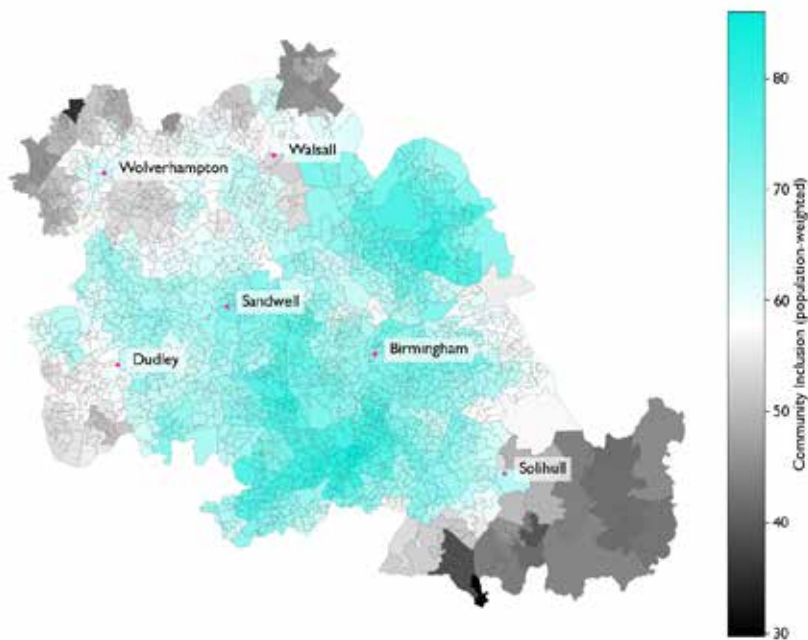 Walsall
Wolverhampton
Sandwell
Birmingham
Dudley
Solihull
80
70
60
50
40
30
Community Inclusion (population-weighted)